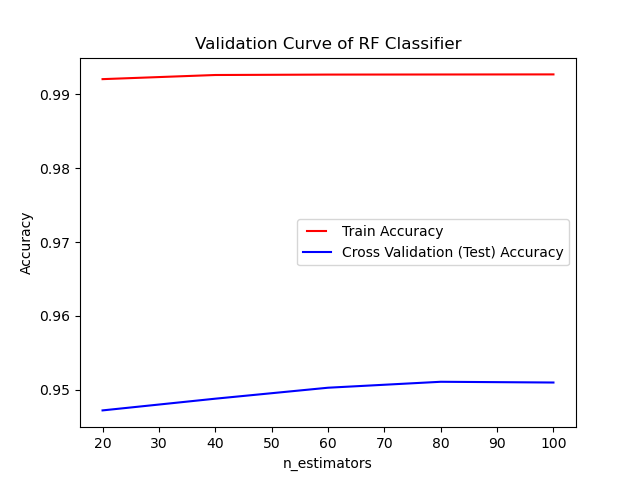 Validation Curve of RF Classifier
0.99
0.98
0.97
0.96
0.95
Accuracy
Train Accuracy
Cross Validation (Test) Accuracy
20 30 40 50 60 70 80 90 100
n_estimators